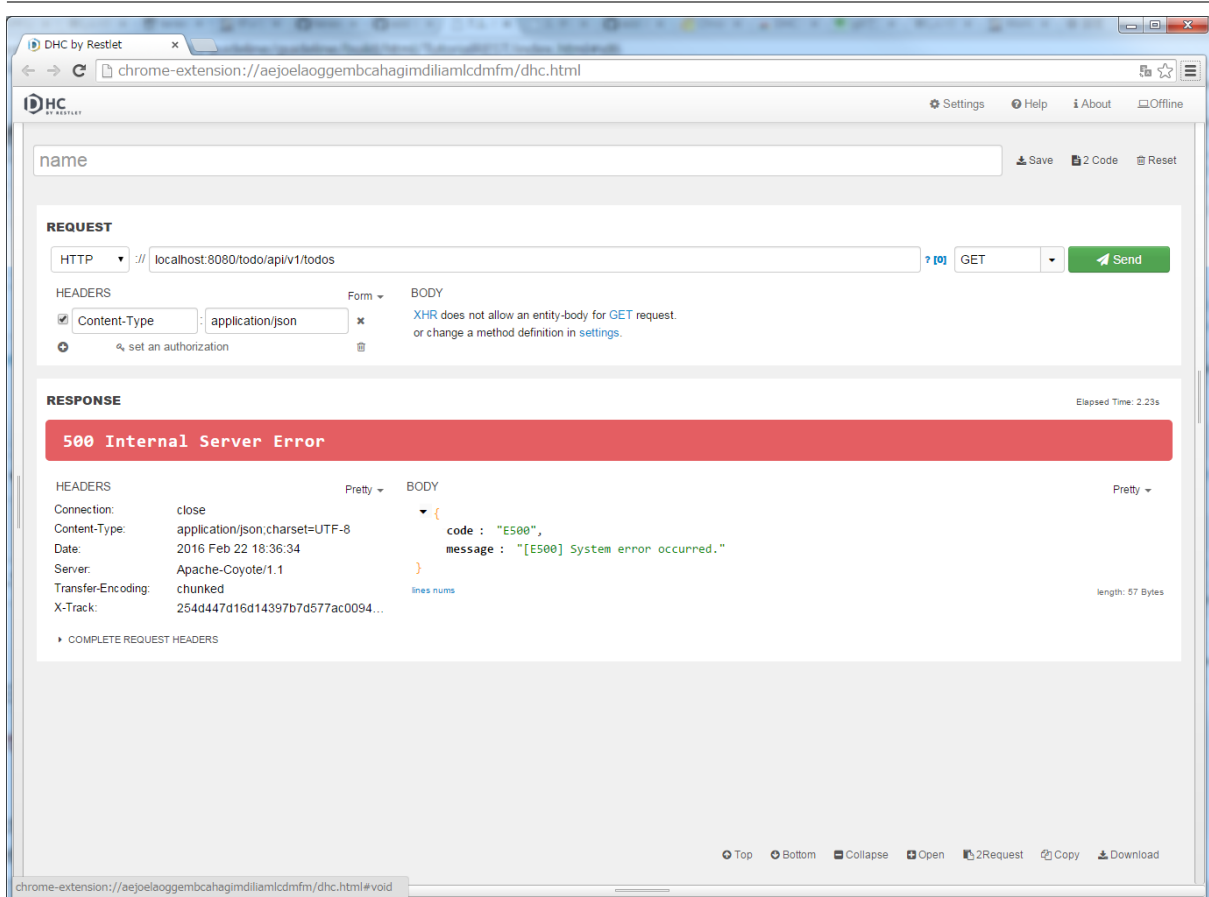 DHC by Restlet
chrome-extension://aejoelaoggembcahagimdiliamlcdmfm/dhc.html
DHC BY RESTLET
Settings Help About Offline
name
Save 2 Code Reset
REQUEST
HTTP :// localhost:8080/todo/api/v1/todos ? [0] GET Send
HEADERS Form BODY
Content-Type : application/json XHR does not allow an entity-body for GET request.
or change a method definition in settings.
set an authorization
RESPONSE Elapsed Time: 2.23s
500 Internal Server Error
HEADERS Pretty BODY Pretty
Connection: close {
Content-Type: application/json;charset=UTF-8 code : "E500",
Date: 2016 Feb 22 18:36:34 message : "[E500] System error occurred."
Server: Apache-Coyote/1.1 }
Transfer-Encoding: chunked lines nums length: 57 Bytes
X-Track: 254d447d16d14397b7d577ac0094...
COMPLETE REQUEST HEADERS
Top Bottom Collapse Open 2Request Copy Download
chrome-extension://aejoelaoggembcahagimdiliamlcdmfm/dhc.html#void